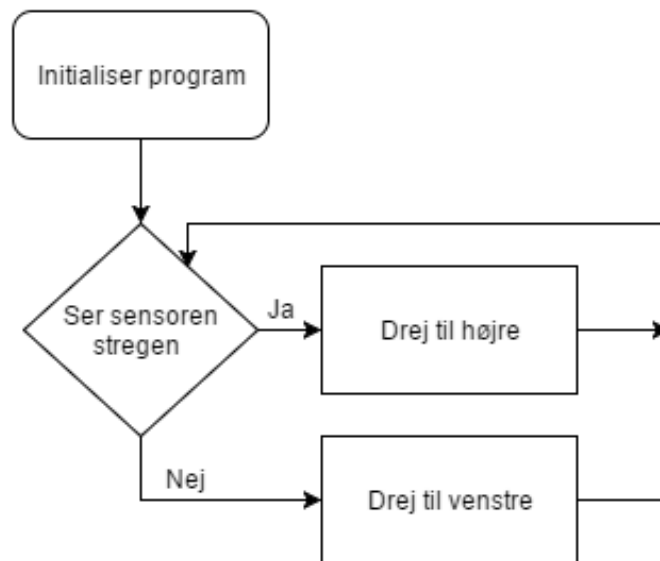 Initialiser program
Ser sensoren
stregen
Ja
Drej til højre
Nej
Drej til venstre